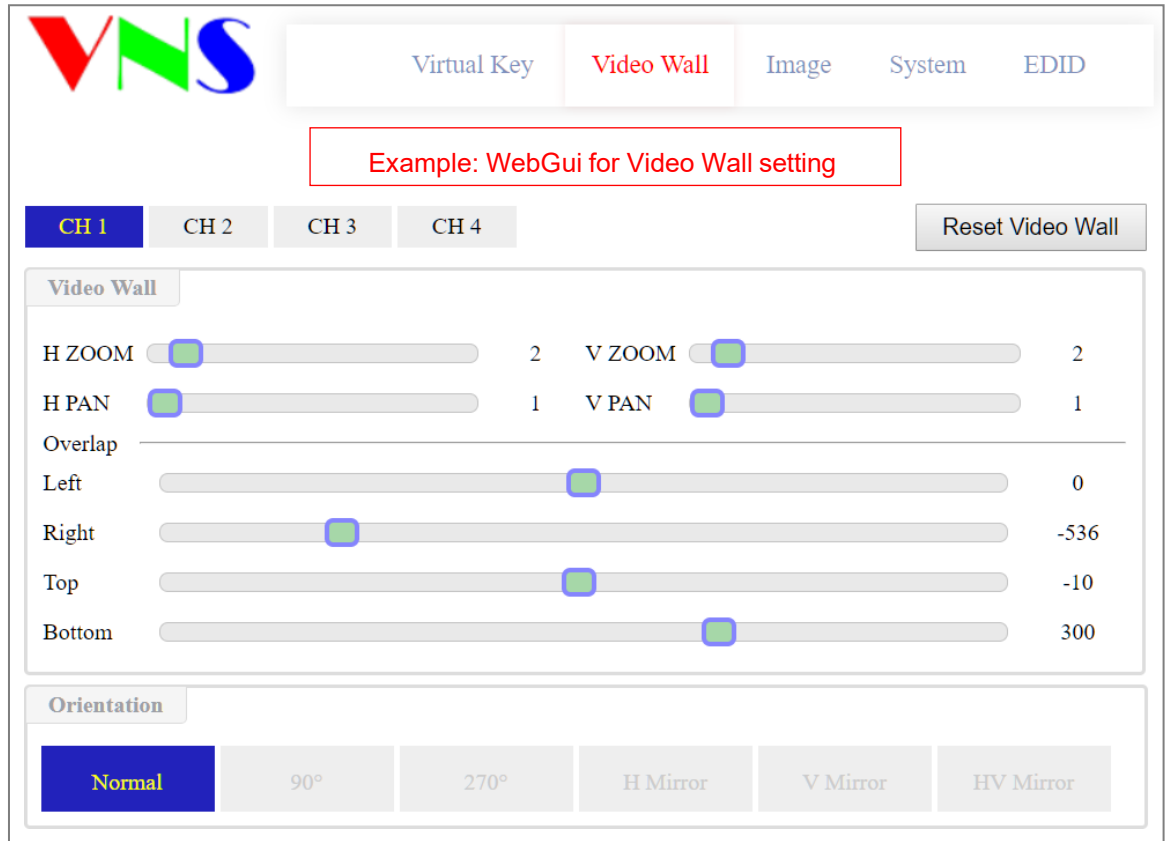 VNS
Virtual Key Video Wall Image System EDID
Example: WebGui for Video Wall setting
CH 1 CH 2 CH 3 CH 4 Reset Video Wall
Video Wall
H ZOOM 2 V ZOOM 2
H PAN 1 V PAN 1
Overlap
Left 0
Right -536
Top -10
Bottom 300
Orientation
Normal 90° 270° H Mirror V Mirror HV Mirror